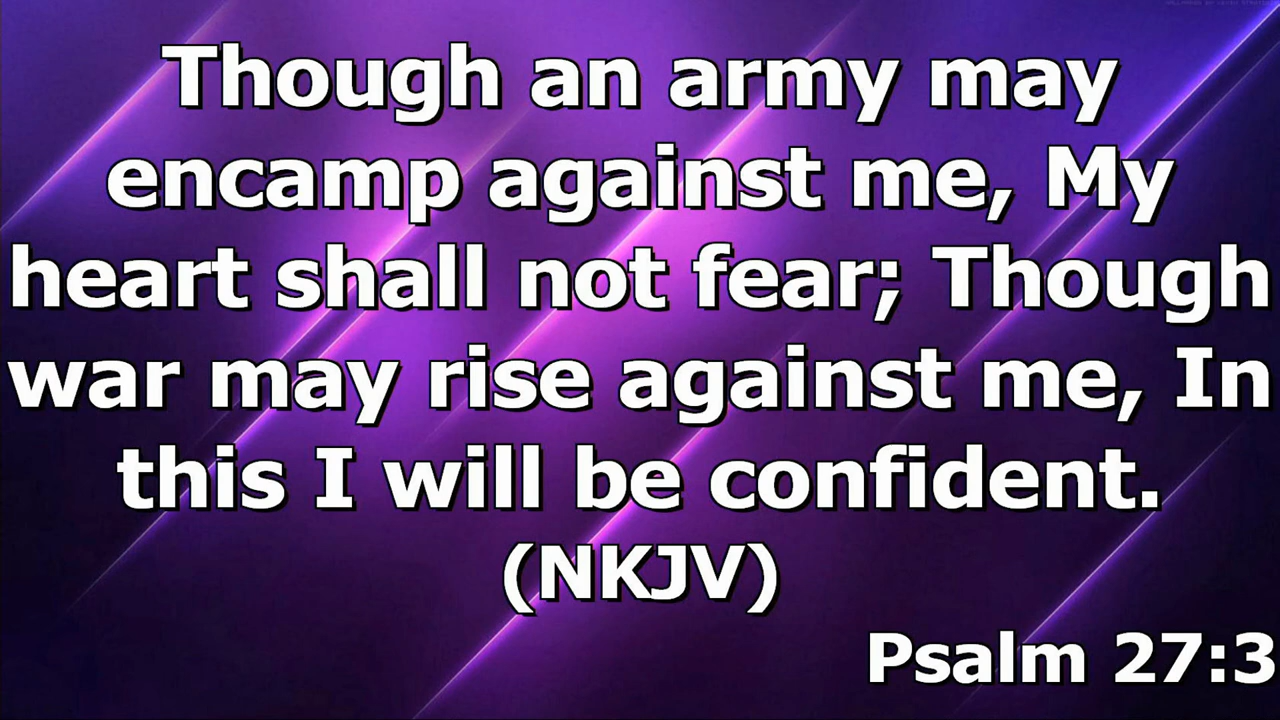 Though an army may
encamp against me, My
heart shall not fear; Though
war may rise against me, In
this I will be confident.
(NKJV)
Psalm 27:3